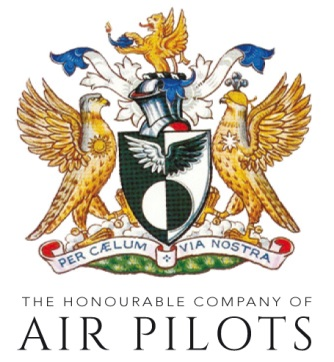 PER CÆLUM VIA NOSTRA
THE HONOURABLE COMPANY OF
AIR PILOTS